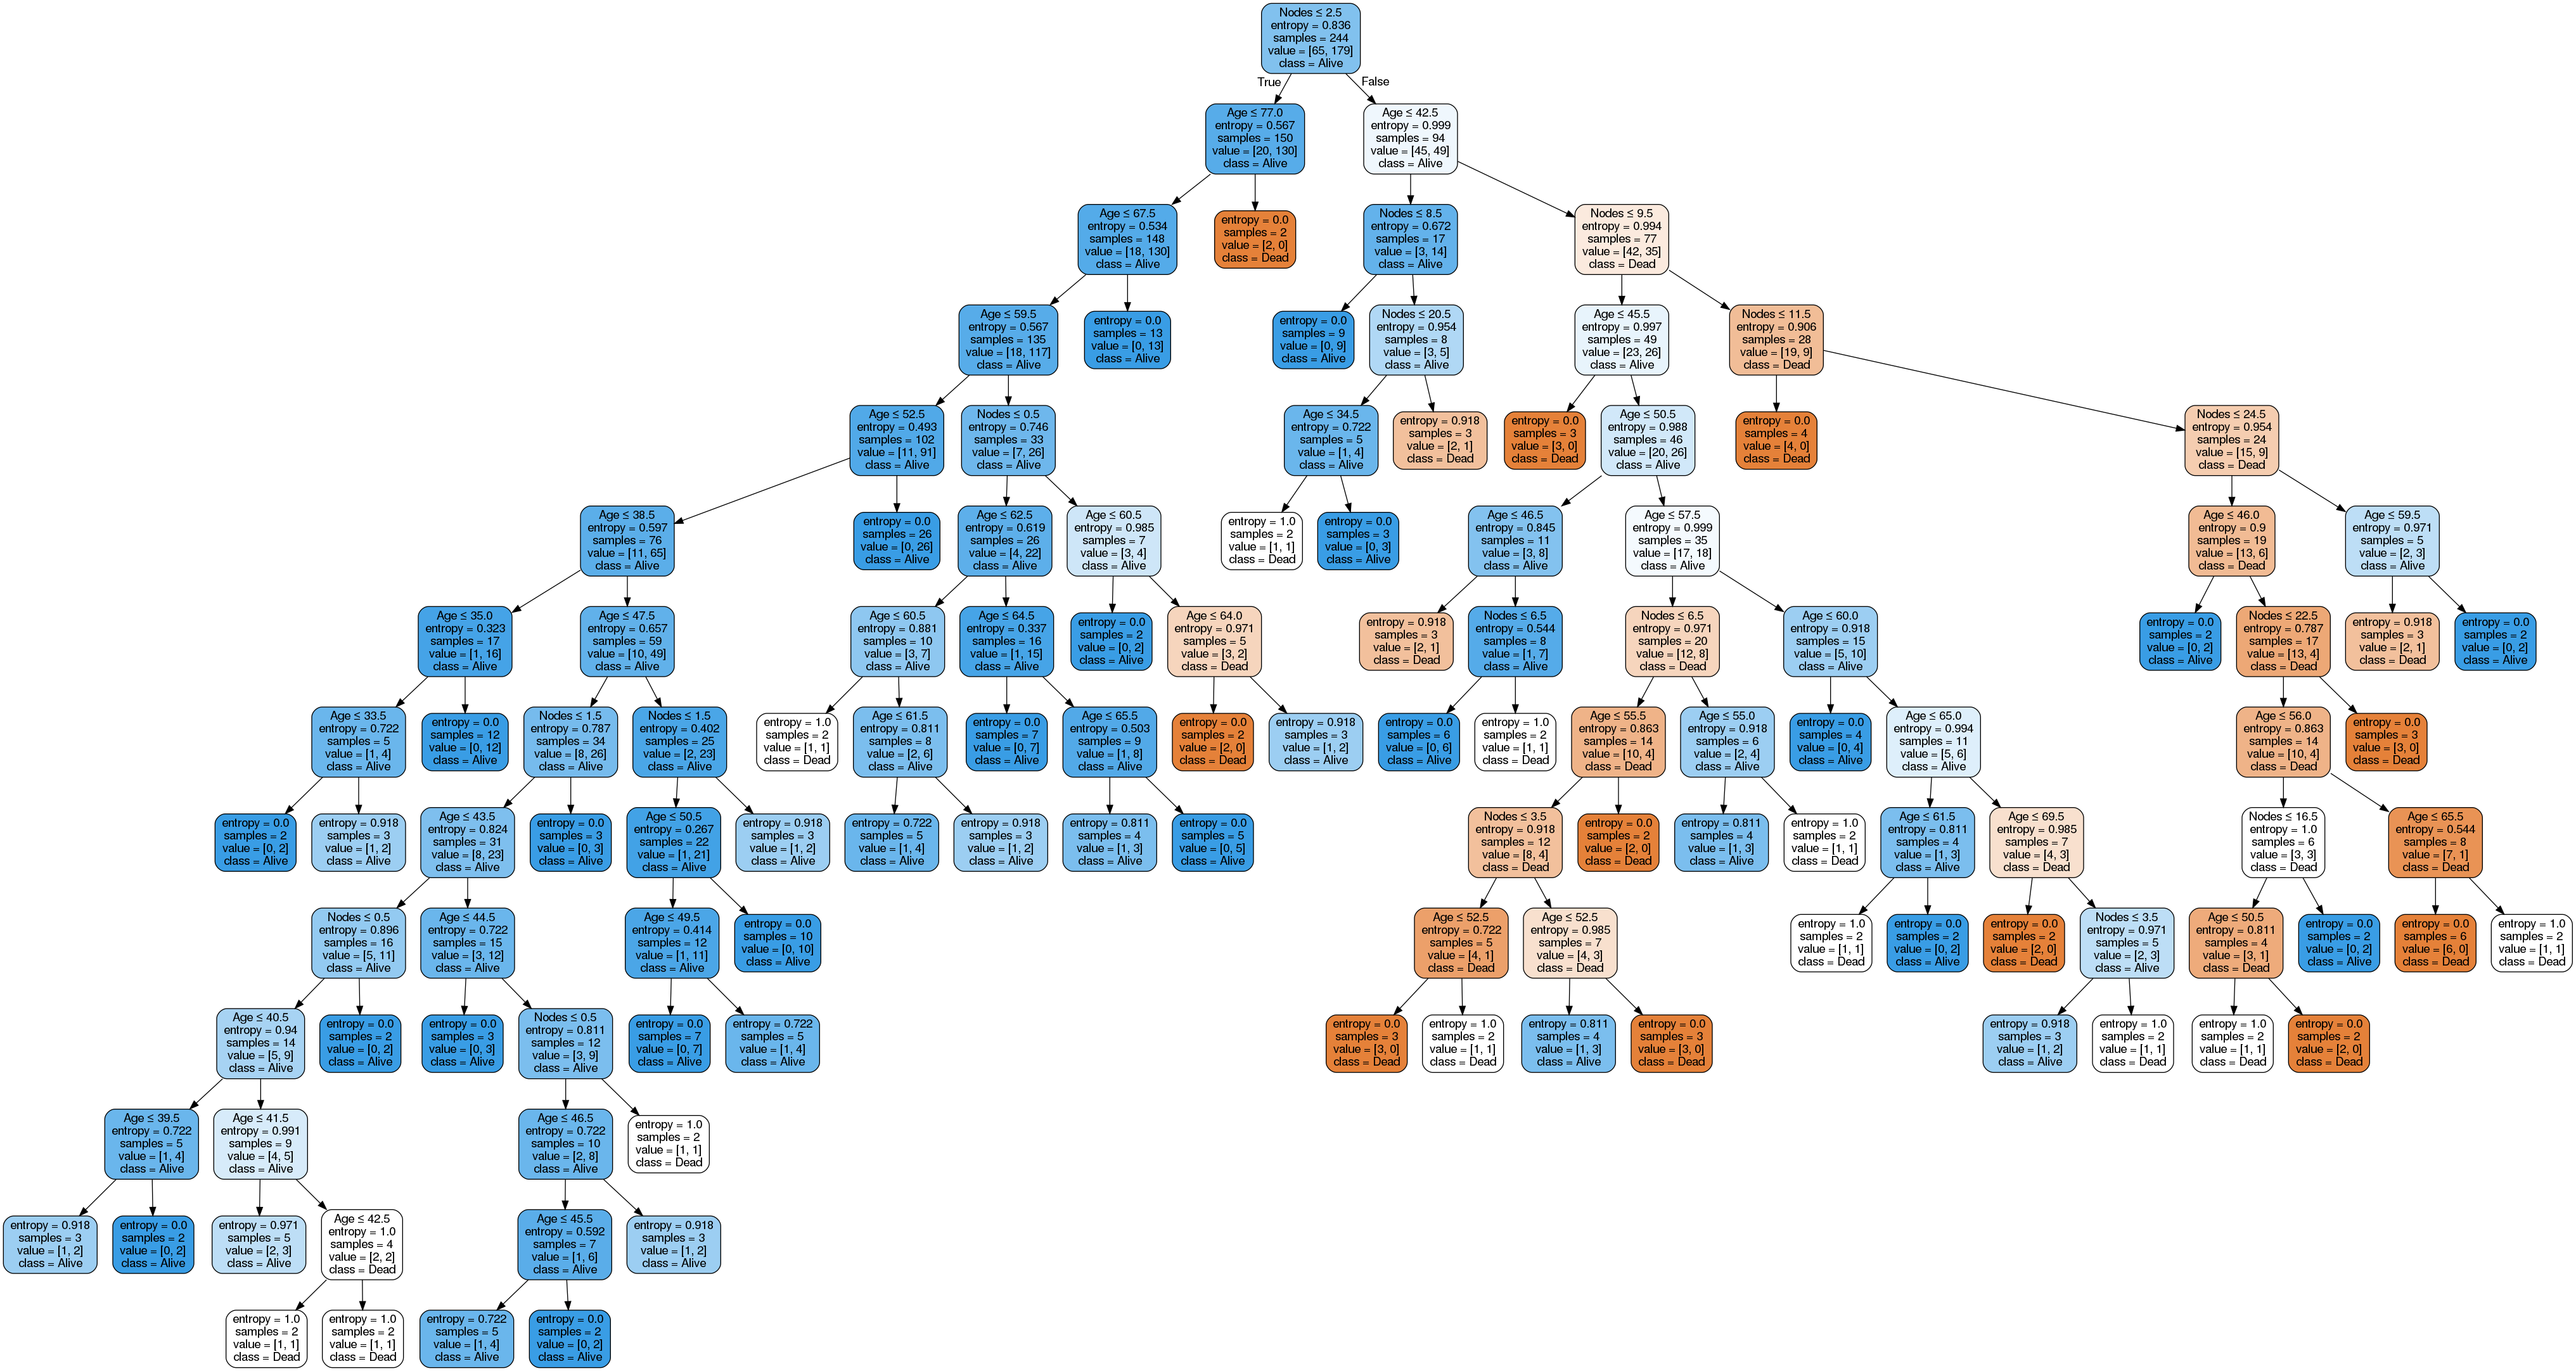 Nodes ≤ 2.5
entropy = 0.836
samples = 244
value = [65, 179]
class = Alive
True
False
Age ≤ 77.0
entropy = 0.567
samples = 150
value = [20, 130]
class = Alive
Age ≤ 42.5
entropy = 0.999
samples = 94
value = [45, 49]
class = Alive
Age ≤ 67.5
entropy = 0.534
samples = 148
value = [18, 130]
class = Alive
entropy = 0.0
samples = 2
value = [2, 0]
class = Dead
Nodes ≤ 8.5
entropy = 0.672
samples = 17
value = [3, 14]
class = Alive
Nodes ≤ 9.5
entropy = 0.994
samples = 77
value = [42, 35]
class = Dead
Age ≤ 59.5
entropy = 0.567
samples = 135
value = [18, 117]
class = Alive
entropy = 0.0
samples = 13
value = [0, 13]
class = Alive
entropy = 0.0
samples = 9
value = [0, 9]
class = Alive
Nodes ≤ 20.5
entropy = 0.954
samples = 8
value = [3, 5]
class = Alive
Age ≤ 45.5
entropy = 0.997
samples = 49
value = [23, 26]
class = Alive
Nodes ≤ 11.5
entropy = 0.906
samples = 28
value = [19, 9]
class = Dead
Age ≤ 52.5
entropy = 0.493
samples = 102
value = [11, 91]
class = Alive
Nodes ≤ 0.5
entropy = 0.746
samples = 33
value = [7, 26]
class = Alive
Age ≤ 34.5
entropy = 0.722
samples = 5
value = [1, 4]
class = Alive
entropy = 0.918
samples = 3
value = [2, 1]
class = Dead
entropy = 0.0
samples = 3
value = [3, 0]
class = Dead
Age ≤ 50.5
entropy = 0.988
samples = 46
value = [20, 26]
class = Alive
entropy = 0.0
samples = 4
value = [4, 0]
class = Dead
Nodes ≤ 24.5
entropy = 0.954
samples = 24
value = [15, 9]
class = Dead
Age ≤ 38.5
entropy = 0.597
samples = 76
value = [11, 65]
class = Alive
entropy = 0.0
samples = 26
value = [0, 26]
class = Alive
Age ≤ 62.5
entropy = 0.619
samples = 26
value = [4, 22]
class = Alive
Age ≤ 60.5
entropy = 0.985
samples = 7
value = [3, 4]
class = Alive
entropy = 1.0
samples = 2
value = [1, 1]
class = Dead
entropy = 0.0
samples = 3
value = [0, 3]
class = Alive
Age ≤ 46.5
entropy = 0.845
samples = 11
value = [3, 8]
class = Alive
Age ≤ 57.5
entropy = 0.999
samples = 35
value = [17, 18]
class = Alive
Age ≤ 46.0
entropy = 0.9
samples = 19
value = [13, 6]
class = Dead
Age ≤ 59.5
entropy = 0.971
samples = 5
value = [2, 3]
class = Alive
Age ≤ 35.0
entropy = 0.323
samples = 17
value = [1, 16]
class = Alive
Age ≤ 47.5
entropy = 0.657
samples = 59
value = [10, 49]
class = Alive
Age ≤ 60.5
entropy = 0.881
samples = 10
value = [3, 7]
class = Alive
Age ≤ 64.5
entropy = 0.337
samples = 16
value = [1, 15]
class = Alive
entropy = 0.0
samples = 2
value = [0, 2]
class = Alive
Age ≤ 64.0
entropy = 0.971
samples = 5
value = [3, 2]
class = Dead
entropy = 0.918
samples = 3
value = [2, 1]
class = Dead
Nodes ≤ 6.5
entropy = 0.544
samples = 8
value = [1, 7]
class = Alive
Nodes ≤ 6.5
entropy = 0.971
samples = 20
value = [12, 8]
class = Dead
Age ≤ 60.0
entropy = 0.918
samples = 15
value = [5, 10]
class = Alive
entropy = 0.0
samples = 2
value = [0, 2]
class = Alive
Nodes ≤ 22.5
entropy = 0.787
samples = 17
value = [13, 4]
class = Dead
entropy = 0.918
samples = 3
value = [2, 1]
class = Dead
entropy = 0.0
samples = 2
value = [0, 2]
class = Alive
Age ≤ 33.5
entropy = 0.722
samples = 5
value = [1, 4]
class = Alive
entropy = 0.0
samples = 12
value = [0, 12]
class = Alive
Nodes ≤ 1.5
entropy = 0.787
samples = 34
value = [8, 26]
class = Alive
Nodes ≤ 1.5
entropy = 0.402
samples = 25
value = [2, 23]
class = Alive
entropy = 1.0
samples = 2
value = [1, 1]
class = Dead
Age ≤ 61.5
entropy = 0.811
samples = 8
value = [2, 6]
class = Alive
entropy = 0.0
samples = 7
value = [0, 7]
class = Alive
Age ≤ 65.5
entropy = 0.503
samples = 9
value = [1, 8]
class = Alive
entropy = 0.0
samples = 2
value = [2, 0]
class = Dead
entropy = 0.918
samples = 3
value = [1, 2]
class = Alive
entropy = 0.0
samples = 6
value = [0, 6]
class = Alive
entropy = 1.0
samples = 2
value = [1, 1]
class = Dead
Age ≤ 55.5
entropy = 0.863
samples = 14
value = [10, 4]
class = Dead
Age ≤ 55.0
entropy = 0.918
samples = 6
value = [2, 4]
class = Alive
entropy = 0.0
samples = 4
value = [0, 4]
class = Alive
Age ≤ 65.0
entropy = 0.994
samples = 11
value = [5, 6]
class = Alive
Age ≤ 56.0
entropy = 0.863
samples = 14
value = [10, 4]
class = Dead
entropy = 0.0
samples = 3
value = [3, 0]
class = Dead
entropy = 0.0
samples = 2
value = [0, 2]
class = Alive
entropy = 0.918
samples = 3
value = [1, 2]
class = Alive
Age ≤ 43.5
entropy = 0.824
samples = 31
value = [8, 23]
class = Alive
entropy = 0.0
samples = 3
value = [0, 3]
class = Alive
Age ≤ 50.5
entropy = 0.267
samples = 22
value = [1, 21]
class = Alive
entropy = 0.918
samples = 3
value = [1, 2]
class = Alive
entropy = 0.722
samples = 5
value = [1, 4]
class = Alive
entropy = 0.918
samples = 3
value = [1, 2]
class = Alive
entropy = 0.811
samples = 4
value = [1, 3]
class = Alive
entropy = 0.0
samples = 5
value = [0, 5]
class = Alive
Nodes ≤ 3.5
entropy = 0.918
samples = 12
value = [8, 4]
class = Dead
entropy = 0.0
samples = 2
value = [2, 0]
class = Dead
entropy = 0.811
samples = 4
value = [1, 3]
class = Alive
entropy = 1.0
samples = 2
value = [1, 1]
class = Dead
Age ≤ 61.5
entropy = 0.811
samples = 4
value = [1, 3]
class = Alive
Age ≤ 69.5
entropy = 0.985
samples = 7
value = [4, 3]
class = Dead
Nodes ≤ 16.5
entropy = 1.0
samples = 6
value = [3, 3]
class = Dead
Age ≤ 65.5
entropy = 0.544
samples = 8
value = [7, 1]
class = Dead
Nodes ≤ 0.5
entropy = 0.896
samples = 16
value = [5, 11]
class = Alive
Age ≤ 44.5
entropy = 0.722
samples = 15
value = [3, 12]
class = Alive
Age ≤ 49.5
entropy = 0.414
samples = 12
value = [1, 11]
class = Alive
entropy = 0.0
samples = 10
value = [0, 10]
class = Alive
Age ≤ 52.5
entropy = 0.722
samples = 5
value = [4, 1]
class = Dead
Age ≤ 52.5
entropy = 0.985
samples = 7
value = [4, 3]
class = Dead
entropy = 1.0
samples = 2
value = [1, 1]
class = Dead
entropy = 0.0
samples = 2
value = [0, 2]
class = Alive
entropy = 0.0
samples = 2
value = [2, 0]
class = Dead
Nodes ≤ 3.5
entropy = 0.971
samples = 5
value = [2, 3]
class = Alive
Age ≤ 50.5
entropy = 0.811
samples = 4
value = [3, 1]
class = Dead
entropy = 0.0
samples = 2
value = [0, 2]
class = Alive
entropy = 0.0
samples = 6
value = [6, 0]
class = Dead
entropy = 1.0
samples = 2
value = [1, 1]
class = Dead
Age ≤ 40.5
entropy = 0.94
samples = 14
value = [5, 9]
class = Alive
entropy = 0.0
samples = 2
value = [0, 2]
class = Alive
entropy = 0.0
samples = 3
value = [0, 3]
class = Alive
Nodes ≤ 0.5
entropy = 0.811
samples = 12
value = [3, 9]
class = Alive
entropy = 0.0
samples = 7
value = [0, 7]
class = Alive
entropy = 0.722
samples = 5
value = [1, 4]
class = Alive
entropy = 0.0
samples = 3
value = [3, 0]
class = Dead
entropy = 1.0
samples = 2
value = [1, 1]
class = Dead
entropy = 0.811
samples = 4
value = [1, 3]
class = Alive
entropy = 0.0
samples = 3
value = [3, 0]
class = Dead
entropy = 0.918
samples = 3
value = [1, 2]
class = Alive
entropy = 1.0
samples = 2
value = [1, 1]
class = Dead
entropy = 1.0
samples = 2
value = [1, 1]
class = Dead
entropy = 0.0
samples = 2
value = [2, 0]
class = Dead
Age ≤ 39.5
entropy = 0.722
samples = 5
value = [1, 4]
class = Alive
Age ≤ 41.5
entropy = 0.991
samples = 9
value = [4, 5]
class = Alive
Age ≤ 46.5
entropy = 0.722
samples = 10
value = [2, 8]
class = Alive
entropy = 1.0
samples = 2
value = [1, 1]
class = Dead
entropy = 0.918
samples = 3
value = [1, 2]
class = Alive
entropy = 0.0
samples = 2
value = [0, 2]
class = Alive
entropy = 0.971
samples = 5
value = [2, 3]
class = Alive
Age ≤ 42.5
entropy = 1.0
samples = 4
value = [2, 2]
class = Dead
Age ≤ 45.5
entropy = 0.592
samples = 7
value = [1, 6]
class = Alive
entropy = 0.918
samples = 3
value = [1, 2]
class = Alive
entropy = 1.0
samples = 2
value = [1, 1]
class = Dead
entropy = 1.0
samples = 2
value = [1, 1]
class = Dead
entropy = 0.722
samples = 5
value = [1, 4]
class = Alive
entropy = 0.0
samples = 2
value = [0, 2]
class = Alive